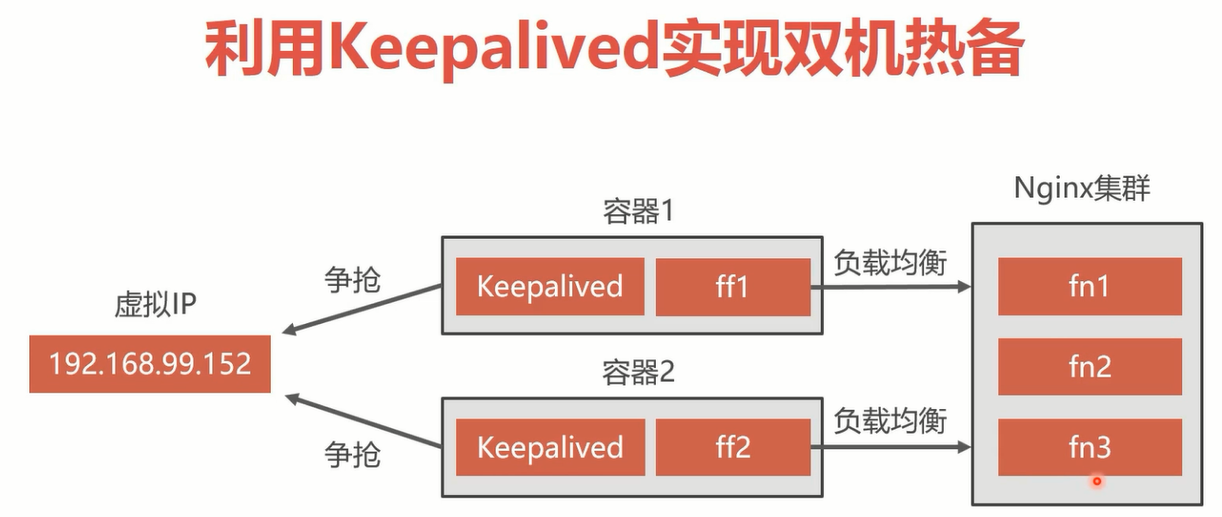 利用Keepalived实现双机热备
Nginx集群
容器1
争抢
Keepalived
ff1
负载均衡
fn1
虚拟IP
192.168.99.152
容器2
fn2
争抢
Keepalived
ff2
负载均衡
fn3